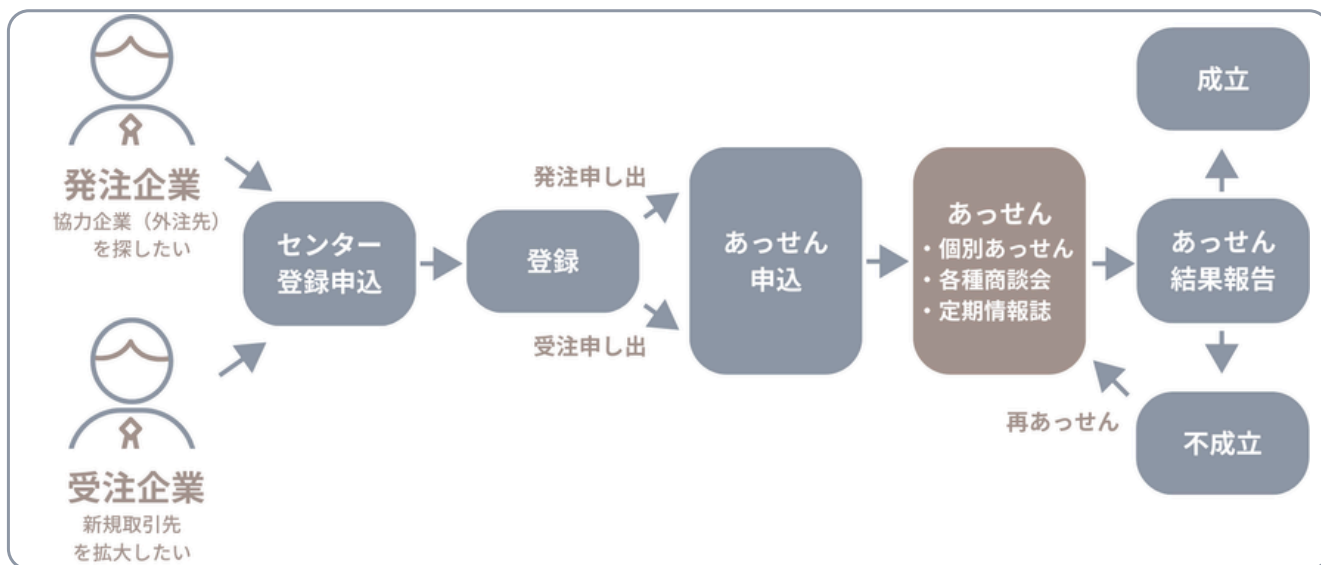 発注企業
協力企業（外注先）
を探したい
受注企業
新規取引先
を拡大したい
センター
登録申込
登録
発注申し出
受注申し出
あっせん
申込
あっせん
・個別あっせん
・各種商談会
・定期情報誌
成立
あっせん
結果報告
再あっせん
不成立